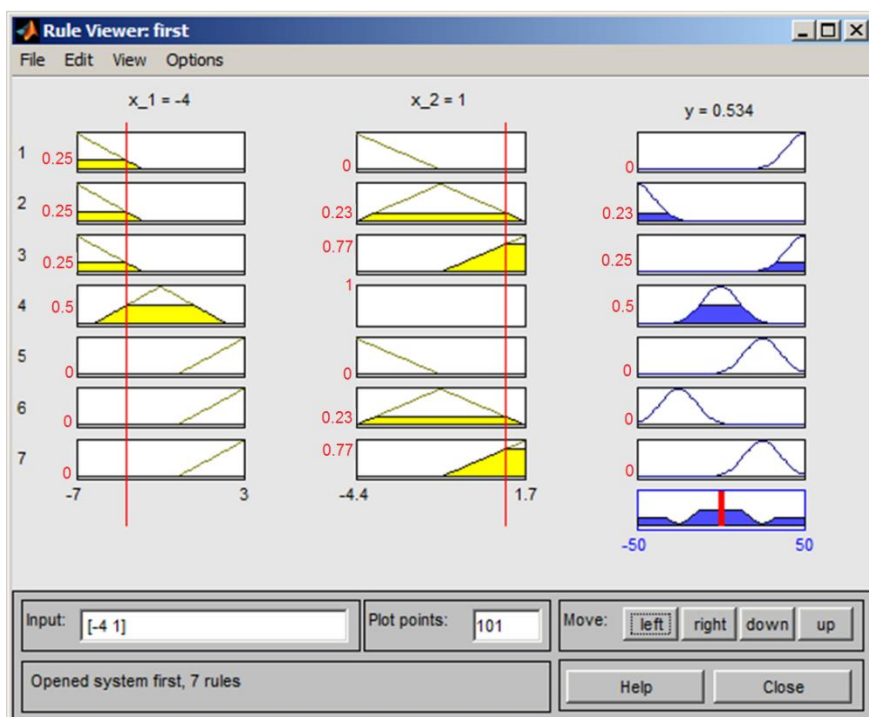 Rule Viewer: first
File Edit View Options
x_1 = -4 x_2 = 1 y = 0.534
1 0.25 0 0
2 0.25 0.23 0.23
3 0.25 0.77 0.25
4 0.5 1 0.5
5 0 0 0
6 0 0.23 0
7 0 0.77 0
-7 3 -4.4 1.7
-50 50
Input: [-4 1] Plot points: 101 Move: left right down up
Opened system first, 7 rules Help Close